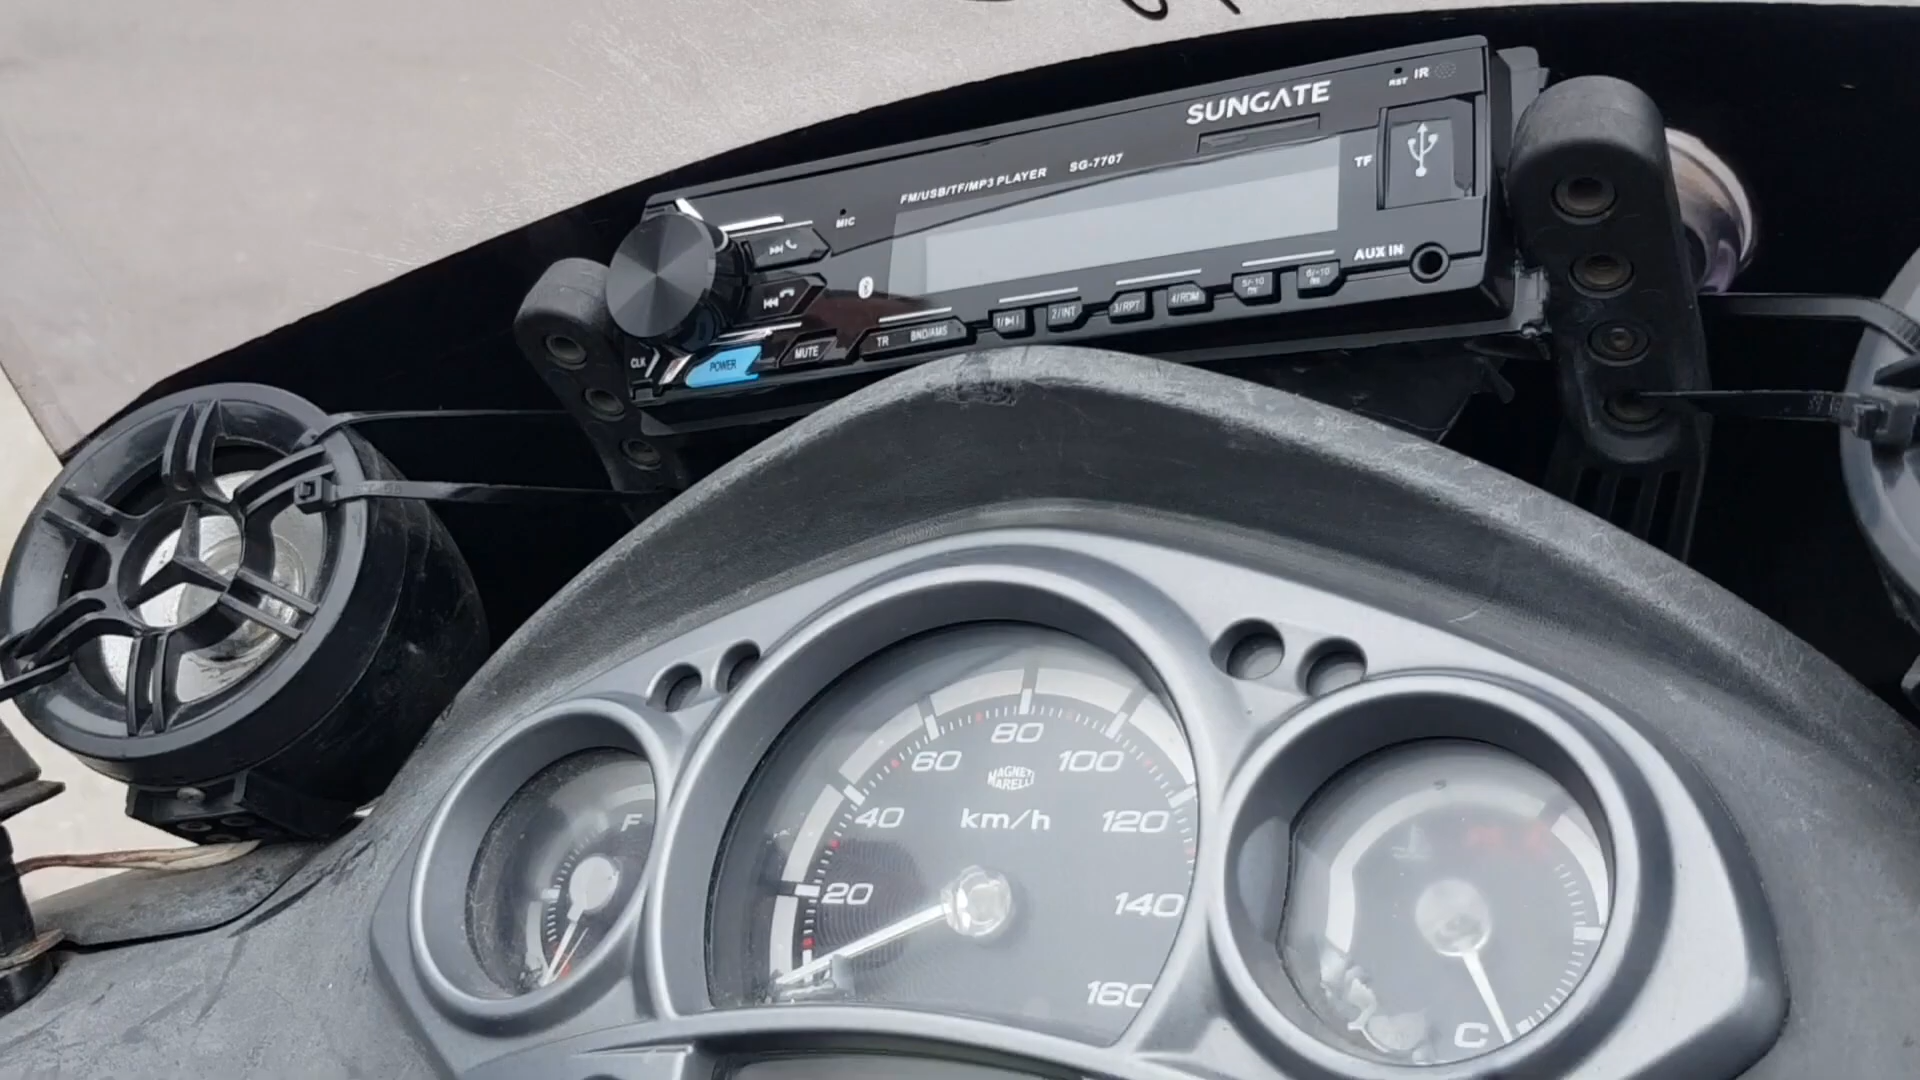 RST IR
SUNGATE
FM/USB/TF/MP3 PLAYER SG-7707
TF
MIC
AUX IN
CLK
POWER
MUTE
TR BND/AMS
1/
2/INT
3/RPT
4/RDM
5/-10
6/+10
F
20
40
60
80
100
120
140
160
MAGNETI
MARELLI
km/h
C